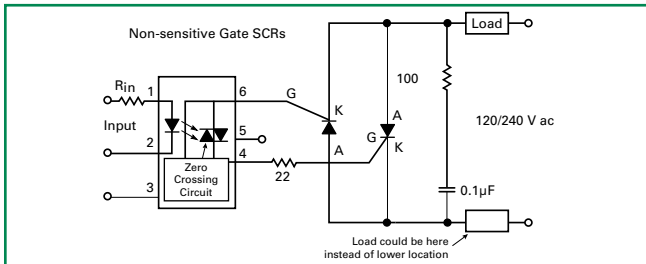 Load
Non-sensitive Gate SCRs
100
Rin
1
6
G
K
A
120/240 V ac
Input
5
G
K
2
4
A
22
Zero
Crossing
Circuit
3
0.1µF
Load could be here
instead of lower location